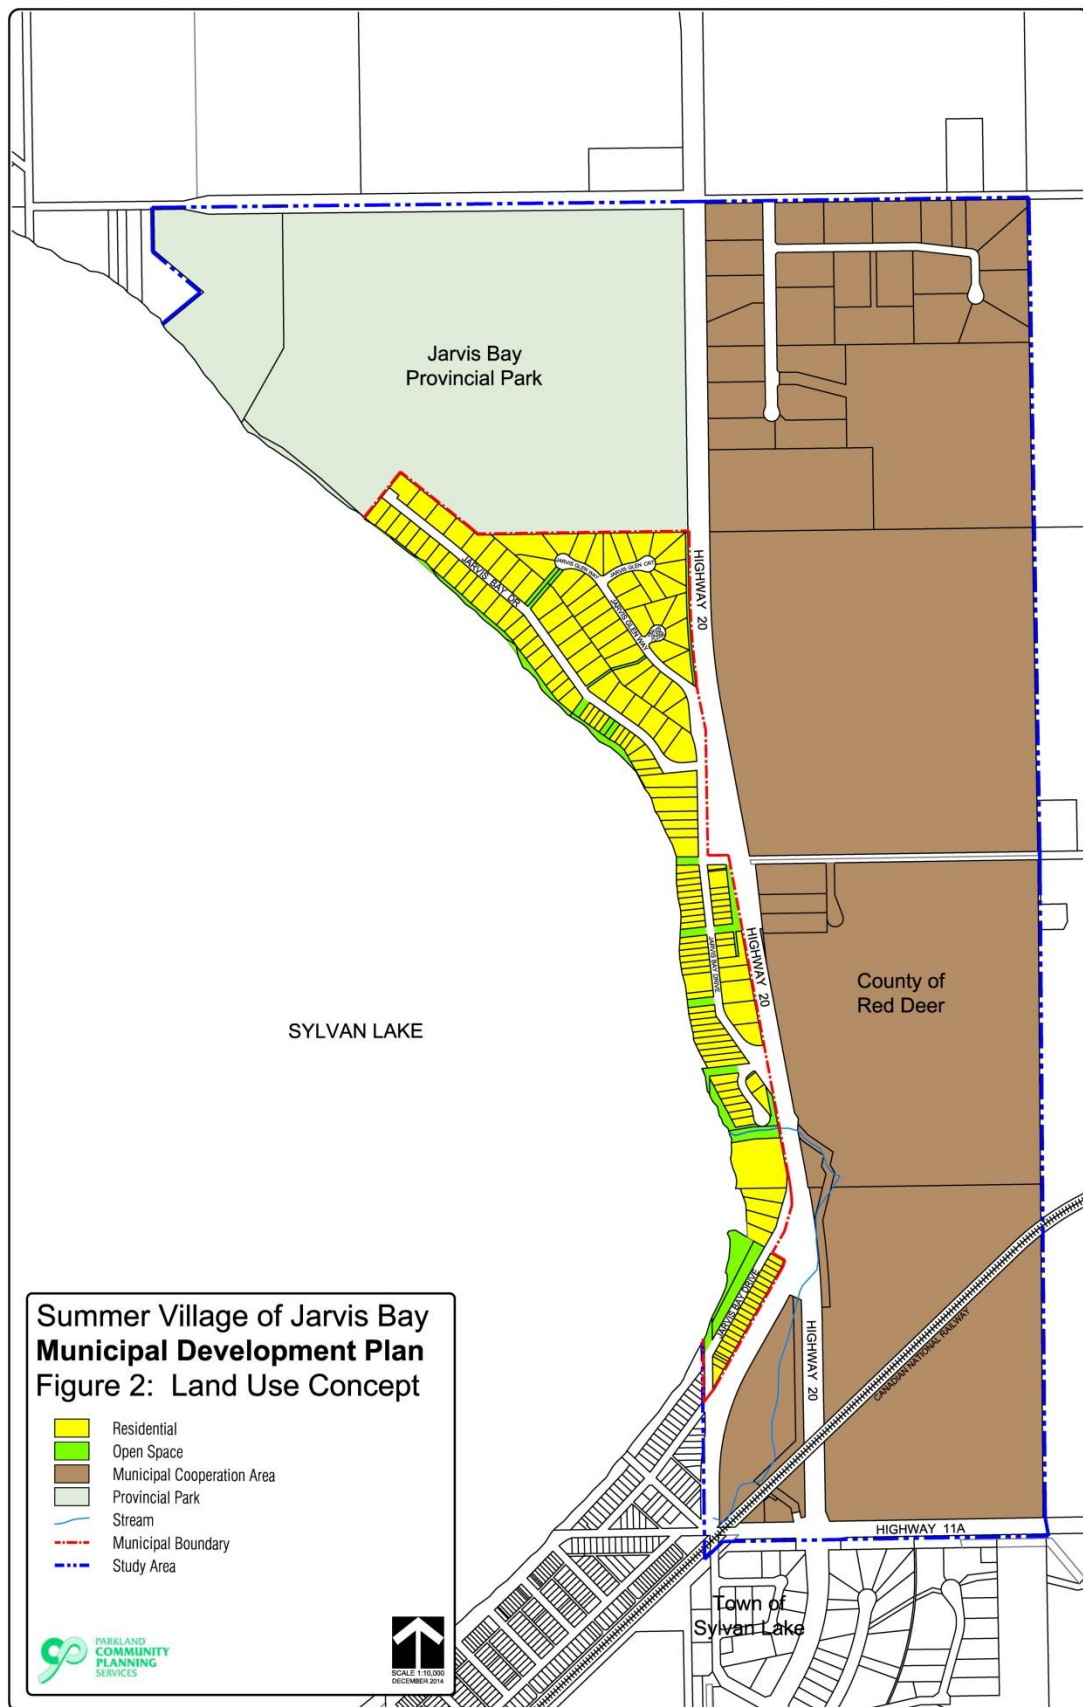 Jarvis Bay
Provincial Park
HIGHWAY 20
JARVIS BAY DR
JARVIS GLEN WAY
JARVIS GLEN CRT
JARVIS GLEN WAY
HIGHWAY 20
JARVIS BAY DRIVE
County of
Red Deer
SYLVAN LAKE
JARVIS BAY DRIVE
HIGHWAY 20
CANADIAN NATIONAL RAILWAY
HIGHWAY 11A
Town of
Sylvan Lake
Summer Village of Jarvis Bay
Municipal Development Plan
Figure 2: Land Use Concept
Residential
Open Space
Municipal Cooperation Area
Provincial Park
Stream
Municipal Boundary
Study Area
PARKLAND
COMMUNITY
PLANNING
SERVICES
SCALE 1:10,000
DECEMBER 2014